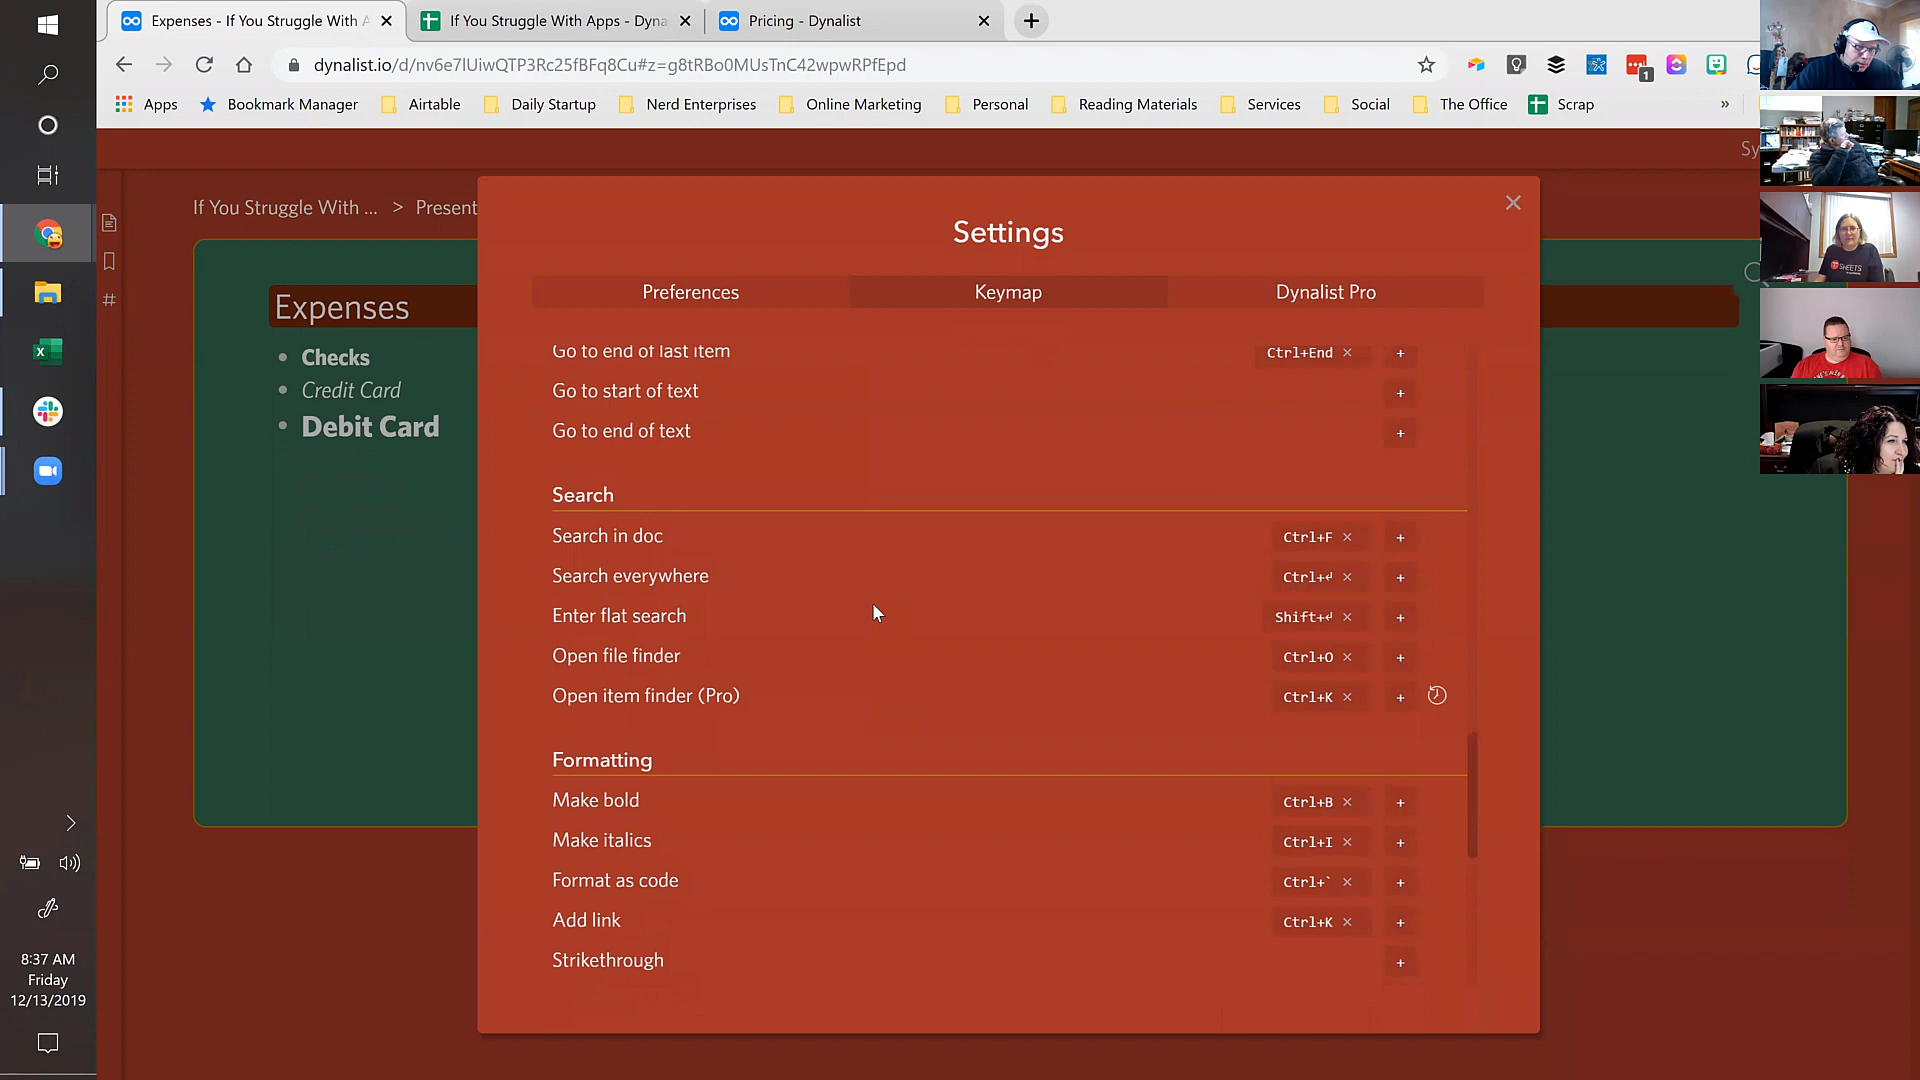 Expenses - If You Struggle With A
If You Struggle With Apps - Dyna
Pricing - Dynalist
dynalist.io/d/nv6e7lUiwQTP3Rc25fBFq8Cu#z=g8tRBo0MUsTnC42wpwRPfEpd
1
Apps
Bookmark Manager
Airtable
Daily Startup
Nerd Enterprises
Online Marketing
Personal
Reading Materials
Services
Social
The Office
Scrap
»
Sy
If You Struggle With ... > Present
Expenses
• Checks
• Credit Card
• Debit Card
Settings
Preferences
Keymap
Dynalist Pro
Go to end of last item Ctrl+End × +
Go to start of text +
Go to end of text +
Search
Search in doc Ctrl+F × +
Search everywhere Ctrl+↵ × +
Enter flat search Shift+↵ × +
Open file finder Ctrl+O × +
Open item finder (Pro) Ctrl+K × +
Formatting
Make bold Ctrl+B × +
Make italics Ctrl+I × +
Format as code Ctrl+` × +
Add link Ctrl+K × +
Strikethrough +
SHEETS
8:37 AM
Friday
12/13/2019